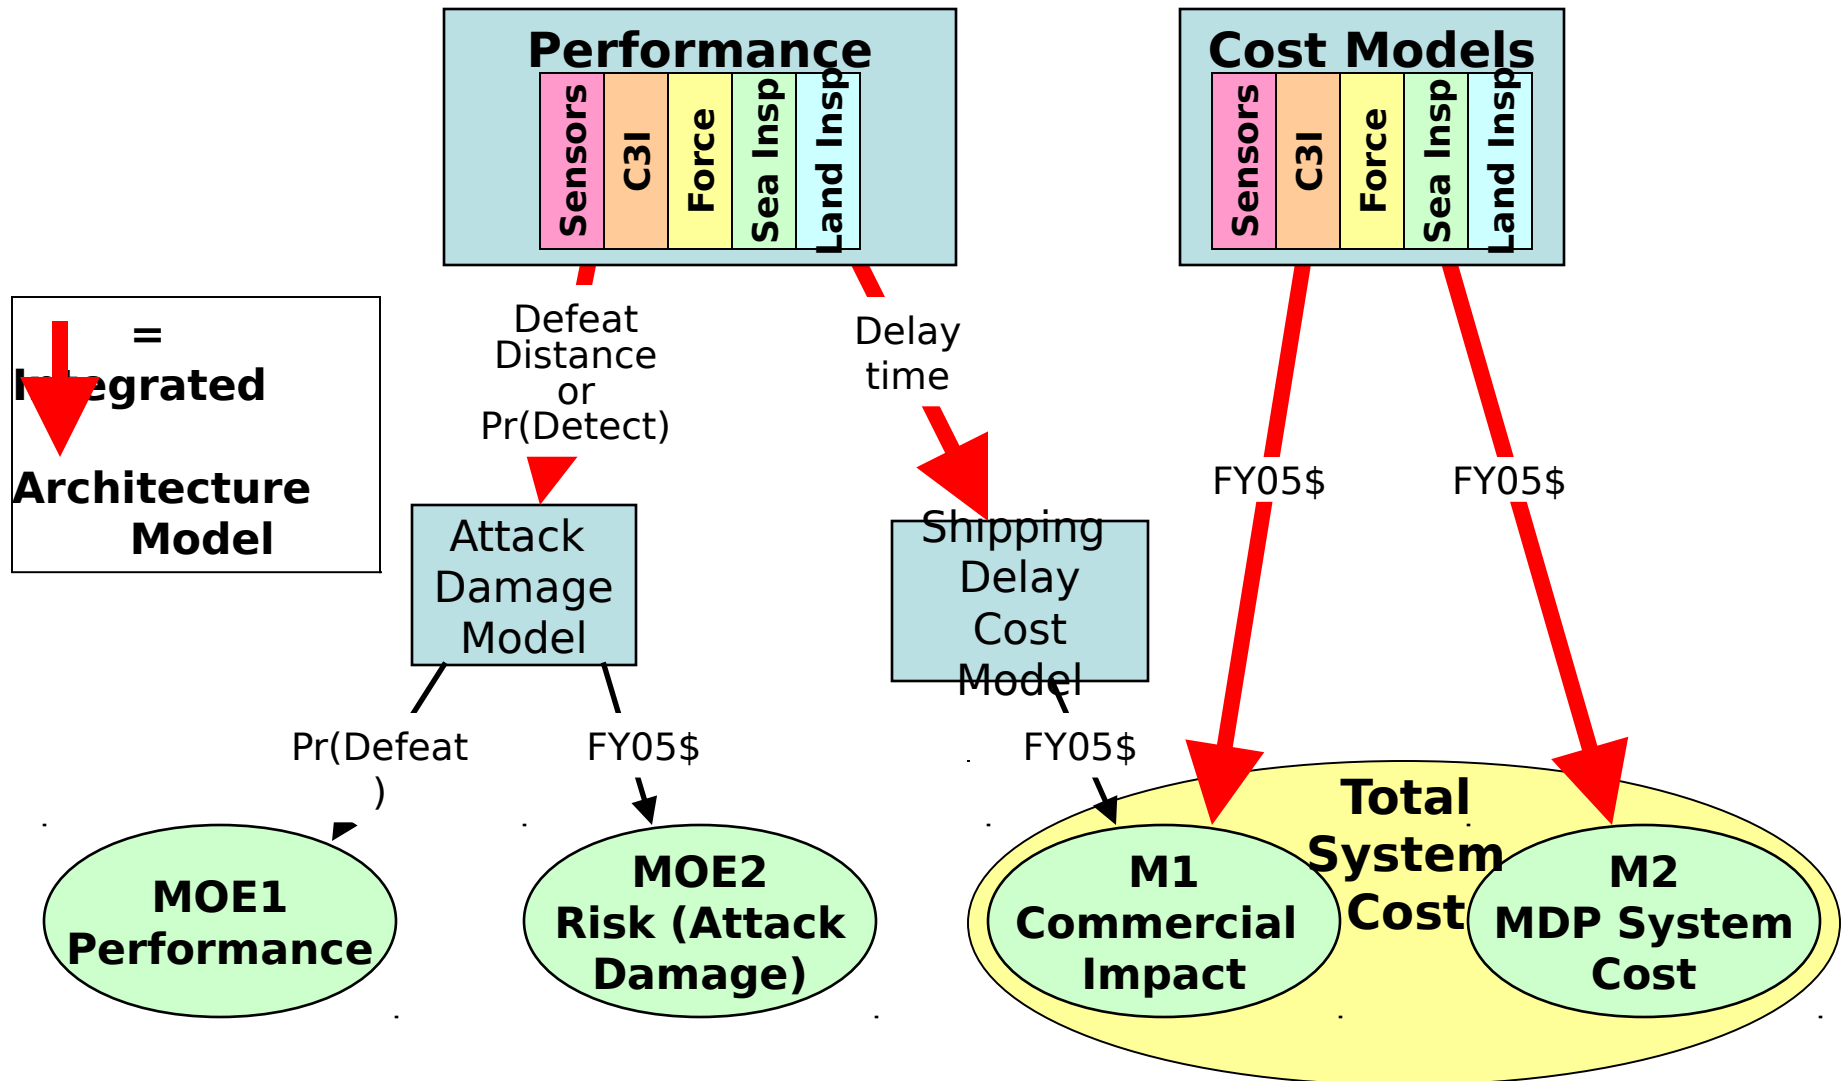 Performance
Sensors
C3I
Force
Sea Insp
Land Insp
Cost Models
Sensors
C3I
Force
Sea Insp
Land Insp
=
Integrated
Architecture
Model
Defeat
Distance
or
Pr(Detect)
Delay
time
FY05$
FY05$
Attack
Damage
Model
Shipping
Delay
Cost
Model
Pr(Defeat
)
FY05$
FY05$
Total
System
Cost
MOE1
Performance
MOE2
Risk (Attack
Damage)
M1
Commercial
Impact
M2
MDP System
Cost